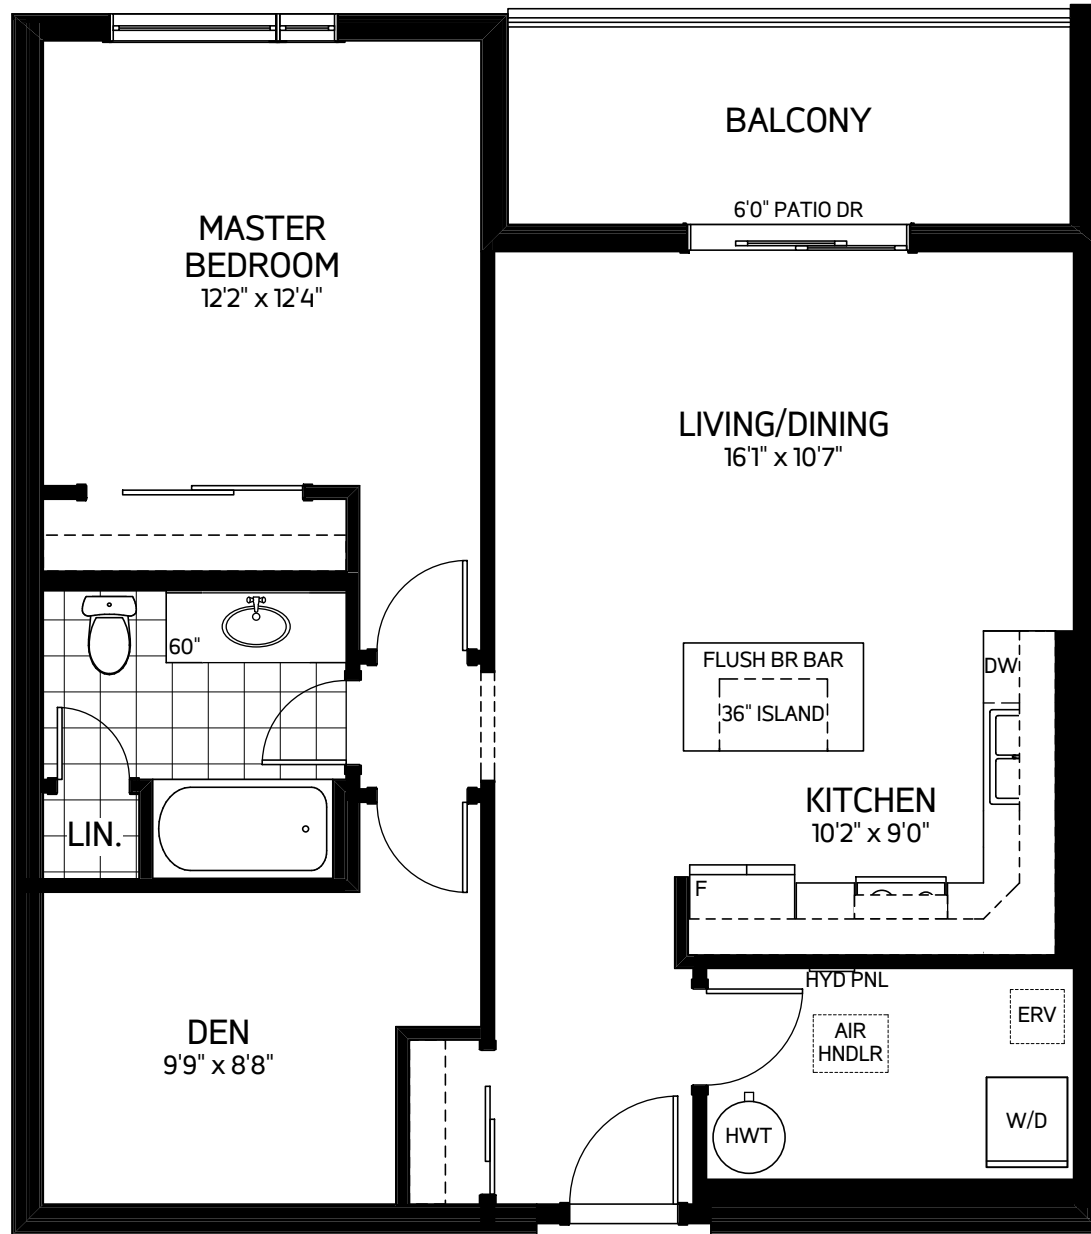 BALCONY
6'0" PATIO DR
MASTER
BEDROOM
12'2" x 12'4"
LIVING/DINING
16'1" x 10'7"
60"
FLUSH BR BAR
36" ISLAND
DW
KITCHEN
10'2" x 9'0"
LIN.
F
HYD PNL
AIR
HNDLR
ERV
DEN
9'9" x 8'8"
HWT
W/D